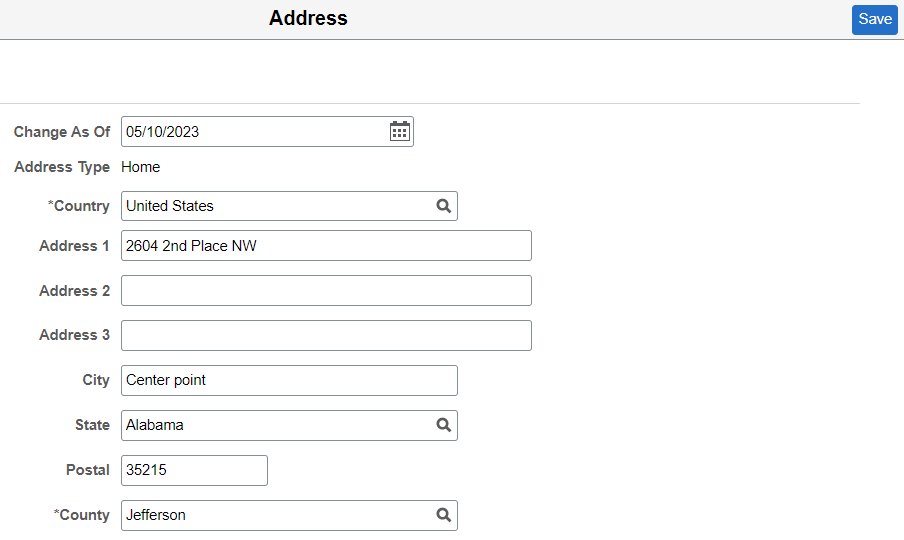 Address
Save
Change As Of 05/10/2023
Address Type Home
*Country United States
Address 1 2604 2nd Place NW
Address 2
Address 3
City Center point
State Alabama
Postal 35215
*County Jefferson